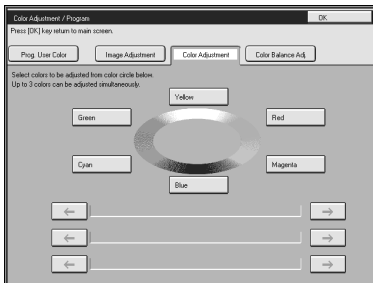 Color Adjustment / Program
OK
Press [OK] key return to main screen.
Prog. User Color
Image Adjustment
Color Adjustment
Color Balance Adj
Select colors to be adjusted from color circle below.
Up to 3 colors can be adjusted simultaneously.
Yellow
Green
Red
Cyan
Magenta
Blue